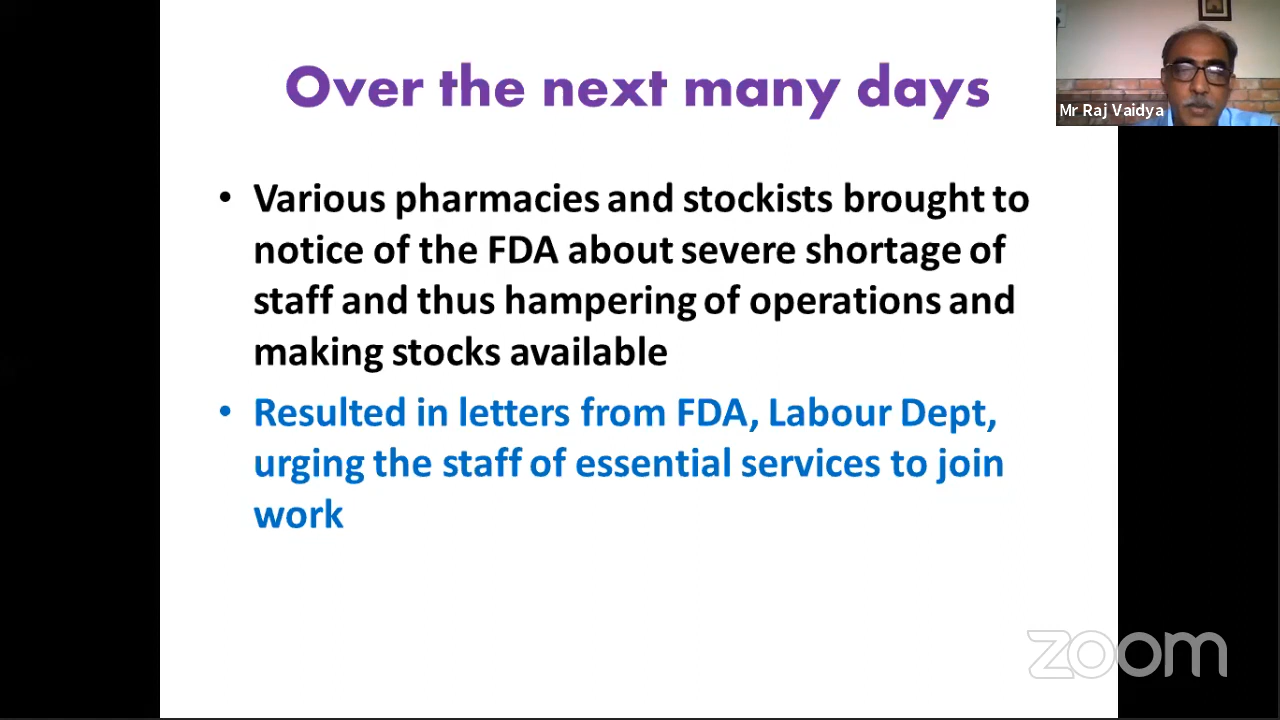 Over the next many days
Mr Raj Vaidya
• Various pharmacies and stockists brought to
notice of the FDA about severe shortage of
staff and thus hampering of operations and
making stocks available
• Resulted in letters from FDA, Labour Dept,
urging the staff of essential services to join
work
zoom